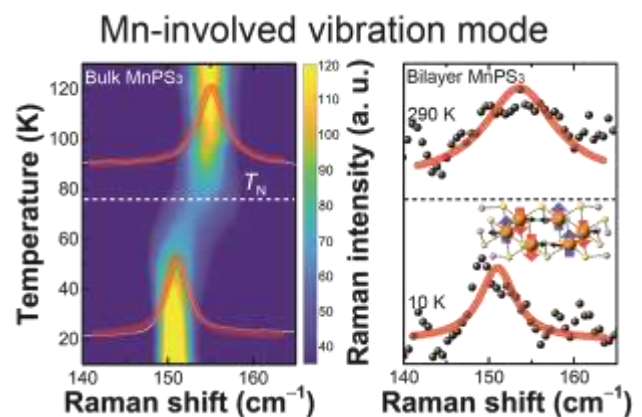 Mn-involved vibration mode
Bulk MnPS₃
T_N
Temperature (K)
120
100
80
60
40
20
140 150 160
Raman shift (cm⁻¹)
120
110
100
90
80
70
60
50
40
Raman intensity (a. u.)
Bilayer MnPS₃
290 K
10 K
140 150 160
Raman shift (cm⁻¹)